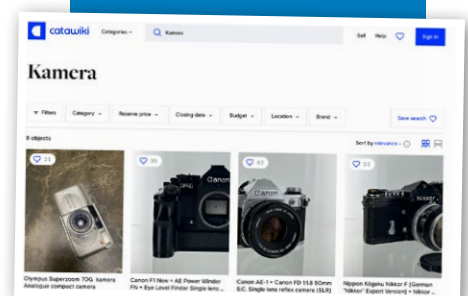 catawiki Categories Kamera Sell Help Sign in
Kamera
Filters Category Reserve price Closing date Budget Location Brand Save search
8 objects Sort by relevance
21
35
93
22
Olympus Superzoom 70G kamera
Analogue compact camera
Canon F1 New + AE Power Winder
FN + Eye Level Finder Single lens ...
Canon AE-1 + Canon FD 1:1.8 50mm
S.C. Single lens reflex camera (SLR)
Nippon Kogaku Nikkor F [German
"Nikkor" Expert Version] + Nikkor ...